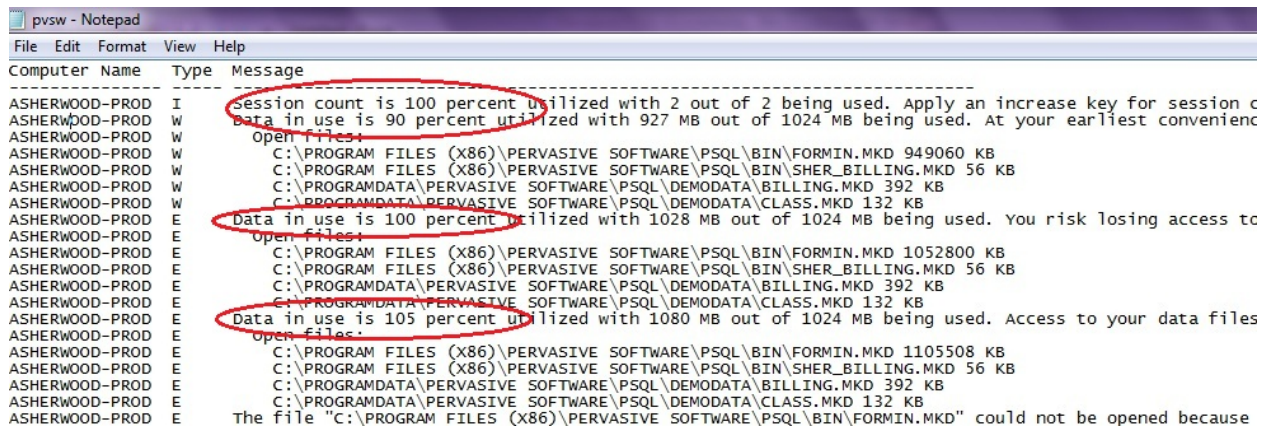 pvsw - Notepad
File Edit Format View Help
Computer Name Type Message
--------------- ----- --------------------------------------------------------------------------
ASHERWOOD-PROD I Session count is 100 percent utilized with 2 out of 2 being used. Apply an increase key for session c
ASHERWOOD-PROD W Data in use is 90 percent utilized with 927 MB out of 1024 MB being used. At your earliest convenienc
ASHERWOOD-PROD W Open files:
ASHERWOOD-PROD W C:\PROGRAM FILES (X86)\PERVASIVE SOFTWARE\PSQL\BIN\FORMIN.MKD 949060 KB
ASHERWOOD-PROD W C:\PROGRAM FILES (X86)\PERVASIVE SOFTWARE\PSQL\BIN\SHER_BILLING.MKD 56 KB
ASHERWOOD-PROD W C:\PROGRAMDATA\PERVASIVE SOFTWARE\PSQL\DEMODATA\BILLING.MKD 392 KB
ASHERWOOD-PROD W C:\PROGRAMDATA\PERVASIVE SOFTWARE\PSQL\DEMODATA\CLASS.MKD 132 KB
ASHERWOOD-PROD E Data in use is 100 percent utilized with 1028 MB out of 1024 MB being used. You risk losing access to
ASHERWOOD-PROD E Open files:
ASHERWOOD-PROD E C:\PROGRAM FILES (X86)\PERVASIVE SOFTWARE\PSQL\BIN\FORMIN.MKD 1052800 KB
ASHERWOOD-PROD E C:\PROGRAM FILES (X86)\PERVASIVE SOFTWARE\PSQL\BIN\SHER_BILLING.MKD 56 KB
ASHERWOOD-PROD E C:\PROGRAMDATA\PERVASIVE SOFTWARE\PSQL\DEMODATA\BILLING.MKD 392 KB
ASHERWOOD-PROD E C:\PROGRAMDATA\PERVASIVE SOFTWARE\PSQL\DEMODATA\CLASS.MKD 132 KB
ASHERWOOD-PROD E Data in use is 105 percent utilized with 1080 MB out of 1024 MB being used. Access to your data files
ASHERWOOD-PROD E Open files:
ASHERWOOD-PROD E C:\PROGRAM FILES (X86)\PERVASIVE SOFTWARE\PSQL\BIN\FORMIN.MKD 1105508 KB
ASHERWOOD-PROD E C:\PROGRAM FILES (X86)\PERVASIVE SOFTWARE\PSQL\BIN\SHER_BILLING.MKD 56 KB
ASHERWOOD-PROD E C:\PROGRAMDATA\PERVASIVE SOFTWARE\PSQL\DEMODATA\BILLING.MKD 392 KB
ASHERWOOD-PROD E C:\PROGRAMDATA\PERVASIVE SOFTWARE\PSQL\DEMODATA\CLASS.MKD 132 KB
ASHERWOOD-PROD E The file "C:\PROGRAM FILES (X86)\PERVASIVE SOFTWARE\PSQL\BIN\FORMIN.MKD" could not be opened because